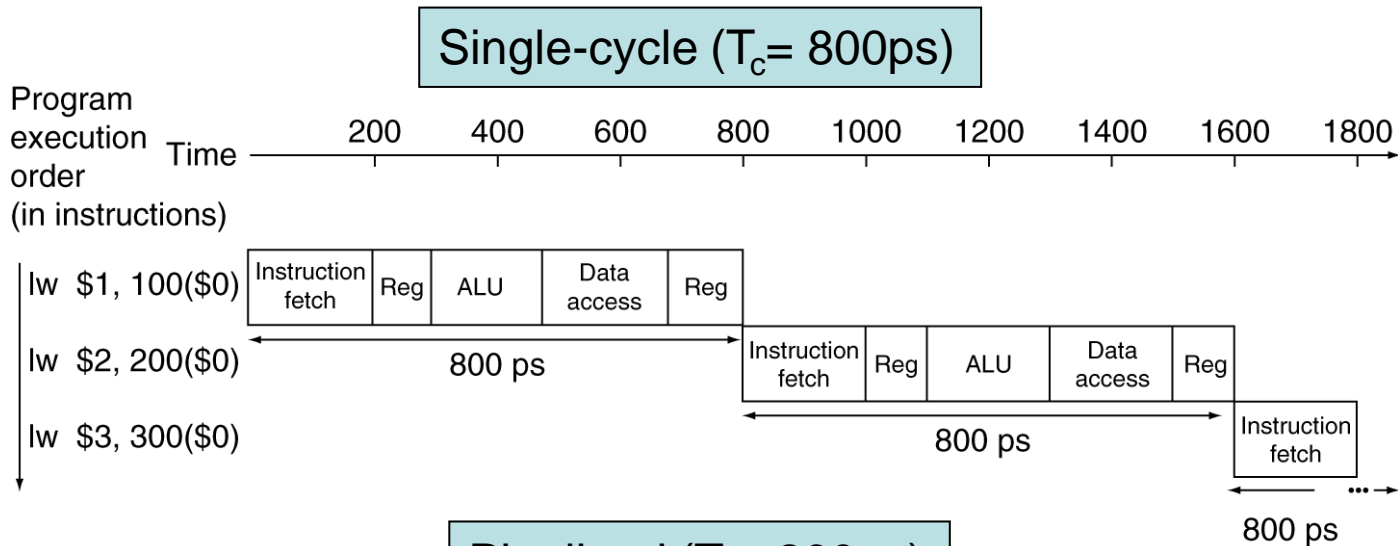 Single-cycle (Tc= 800ps)
Program
execution
order
(in instructions)
Time
200 400 600 800 1000 1200 1400 1600 1800
lw $1, 100($0)
Instruction
fetch
Reg
ALU
Data
access
Reg
800 ps
lw $2, 200($0)
Instruction
fetch
Reg
ALU
Data
access
Reg
800 ps
lw $3, 300($0)
Instruction
fetch
...
800 ps